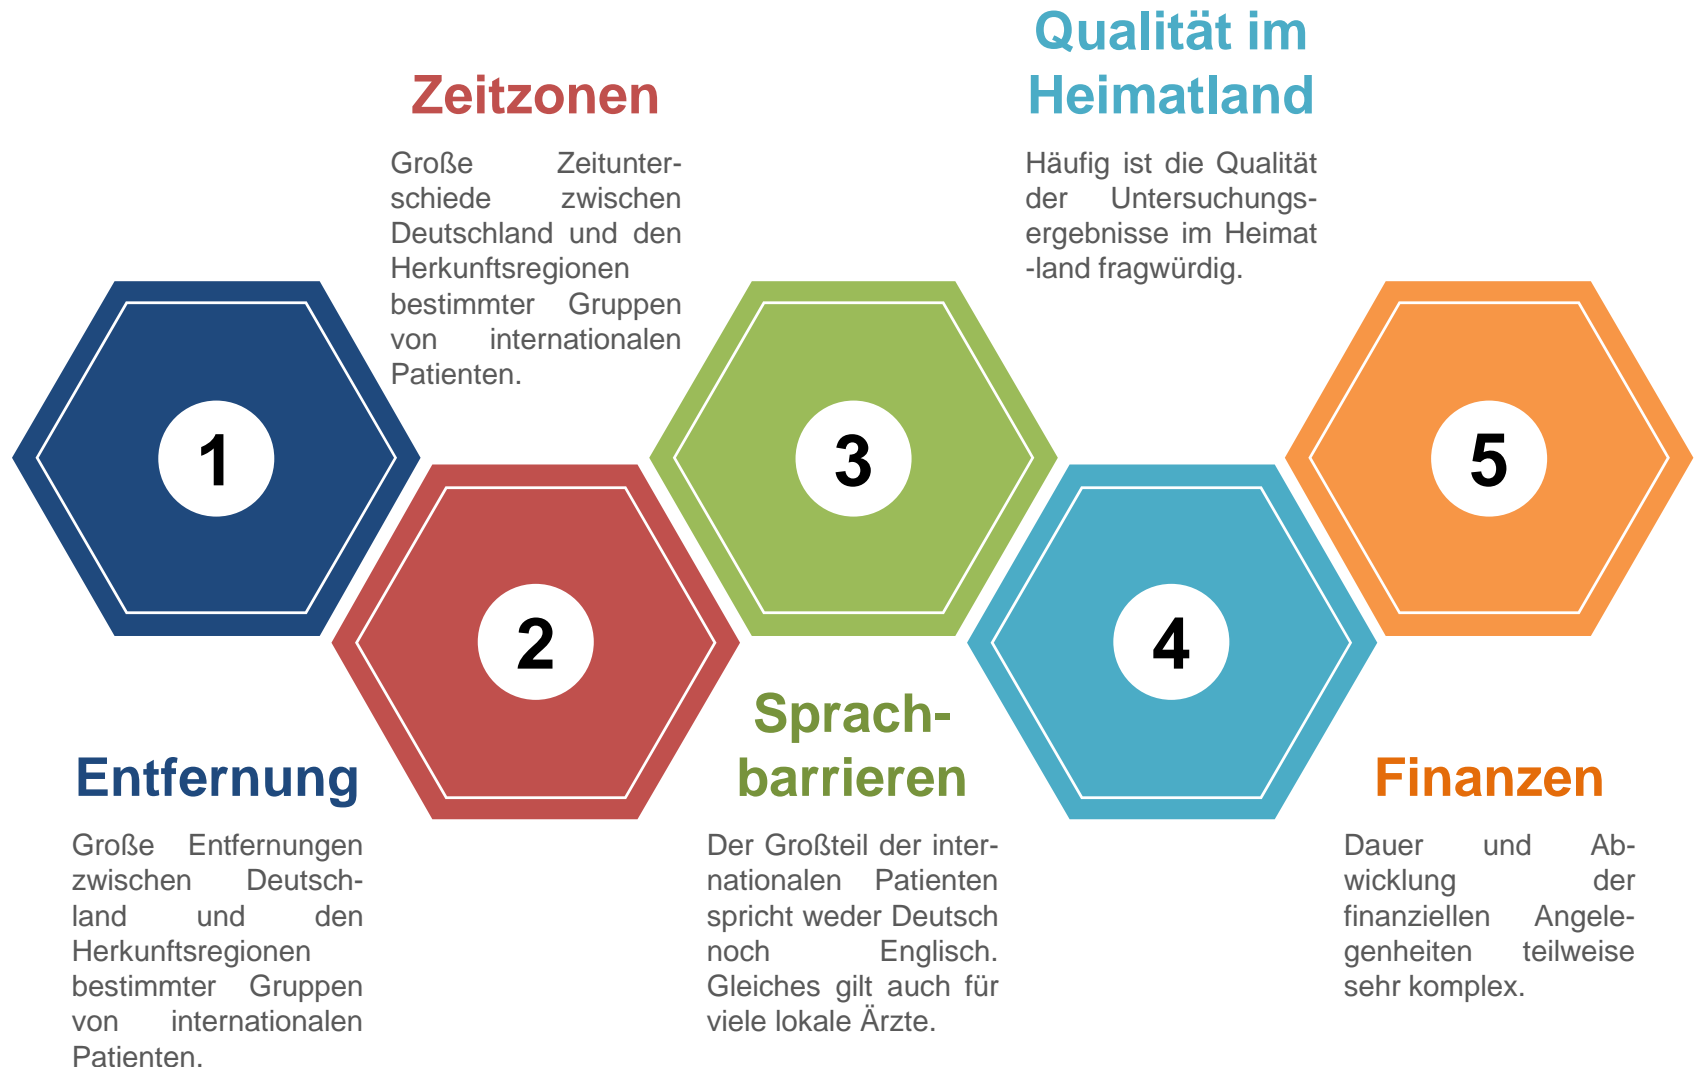 1
Entfernung
Große Entfernungen
zwischen Deutsch-
land und den
Herkunftsregionen
bestimmter Gruppen
von internationalen
Patienten.
Zeitzonen
Große Zeitunter-
schiede zwischen
Deutschland und den
Herkunftsregionen
bestimmter Gruppen
von internationalen
Patienten.
2
3
Sprach-
barrieren
Der Großteil der inter-
nationalen Patienten
spricht weder Deutsch
noch Englisch.
Gleiches gilt auch für
viele lokale Ärzte.
Qualität im
Heimatland
Häufig ist die Qualität
der Untersuchungs-
ergebnisse im Heimat
-land fragwürdig.
4
5
Finanzen
Dauer und Ab-
wicklung der
finanziellen Angele-
genheiten teilweise
sehr komplex.